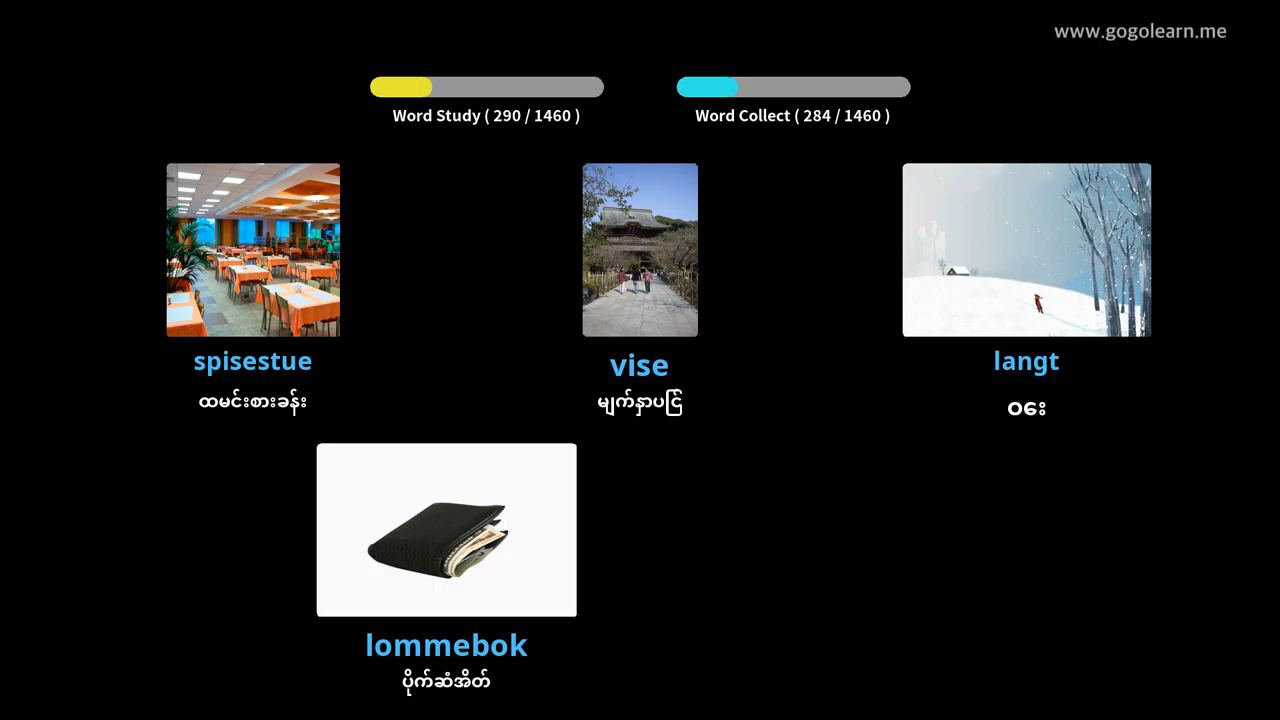 www.gogolearn.me
Word Study ( 290 / 1460 )
Word Collect ( 284 / 1460 )
spisestue
ထမင်းစားခန်း
vise
မျက်နှာပြင်
langt
ဝေး
lommebok
ပိုက်ဆံအိတ်